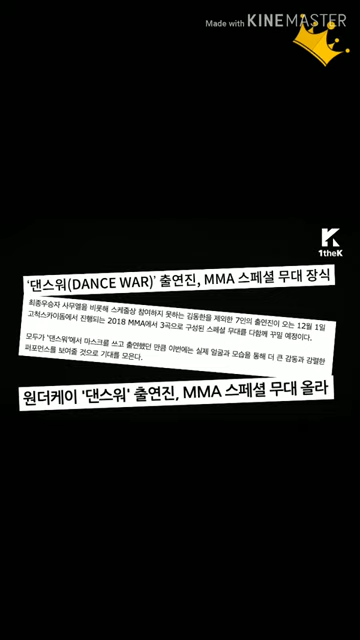 Made with KINEMASTER
1theK
'댄스워(DANCE WAR)' 출연진, MMA 스페셜 무대 장식
최종우승자 사무엘을 비롯해 스케줄상 참여하지 못하는 김동한을 제외한 7인의 출연진이 오는 12월 1일
고척스카이돔에서 진행되는 2018 MMA에서 3곡으로 구성된 스페셜 무대를 다함께 꾸밀 예정이다.
모두가 "댄스워"에서 마스크를 쓰고 출연했던 만큼 이번에는 실제 얼굴과 모습을 통해 더 큰 감동과 강렬한
퍼포먼스를 보여줄 것으로 기대를 모은다.
원더케이 '댄스워' 출연진, MMA 스페셜 무대 올라